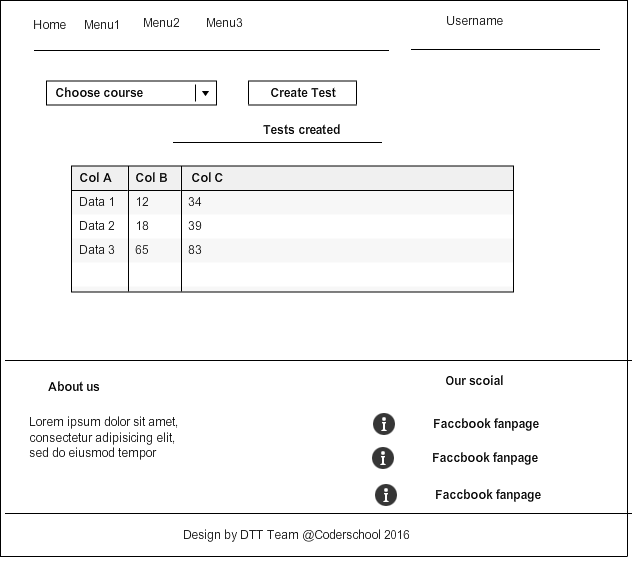 Home Menu1 Menu2 Menu3 Username
Choose course Create Test
Tests created
Col A Col B Col C
Data 1 12 34
Data 2 18 39
Data 3 65 83
About us
Lorem ipsum dolor sit amet,
consectetur adipisicing elit,
sed do eiusmod tempor
Our scoial
Faccbook fanpage
Faccbook fanpage
Faccbook fanpage
Design by DTT Team @Coderschool 2016